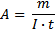 A = m / (I · t)